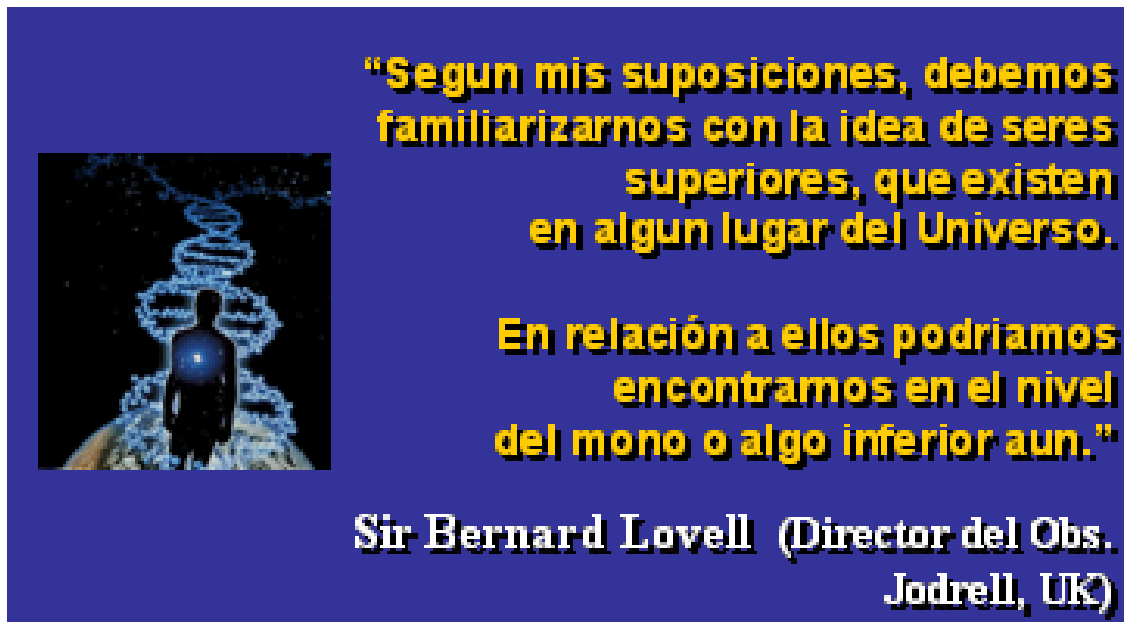 “Segun mis suposiciones, debemos
familiarizarnos con la idea de seres
superiores, que existen
en algun lugar del Universo.
En relación a ellos podriamos
encontrarnos en el nivel
del mono o algo inferior aun.”
Sir Bernard Lovell (Director del Obs.
Jodrell, UK)